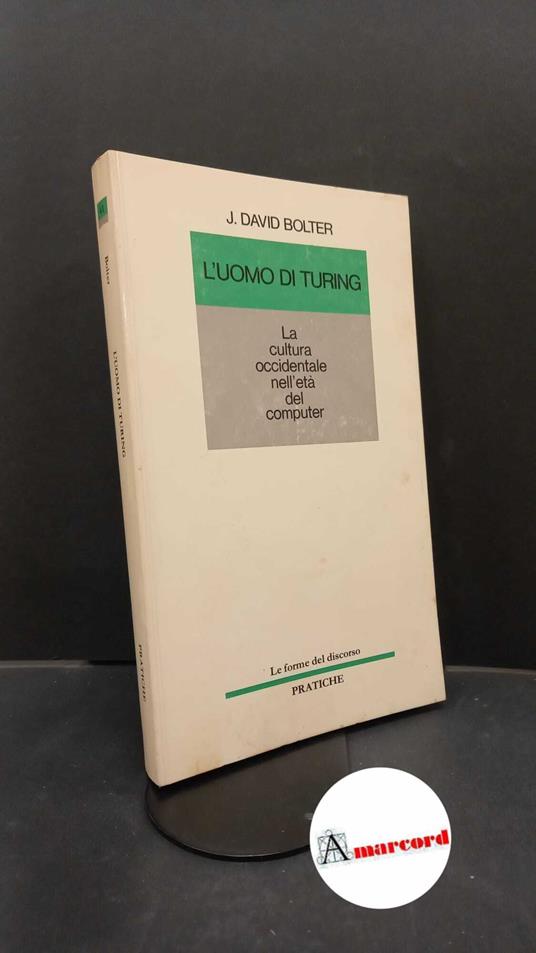 J. DAVID BOLTER
L'UOMO DI TURING
La
cultura
occidentale
nell'età
del
computer
Le forme del discorso
PRATICHE
Bolter
L'UOMO DI TURING
PRATICHE
Amarcord